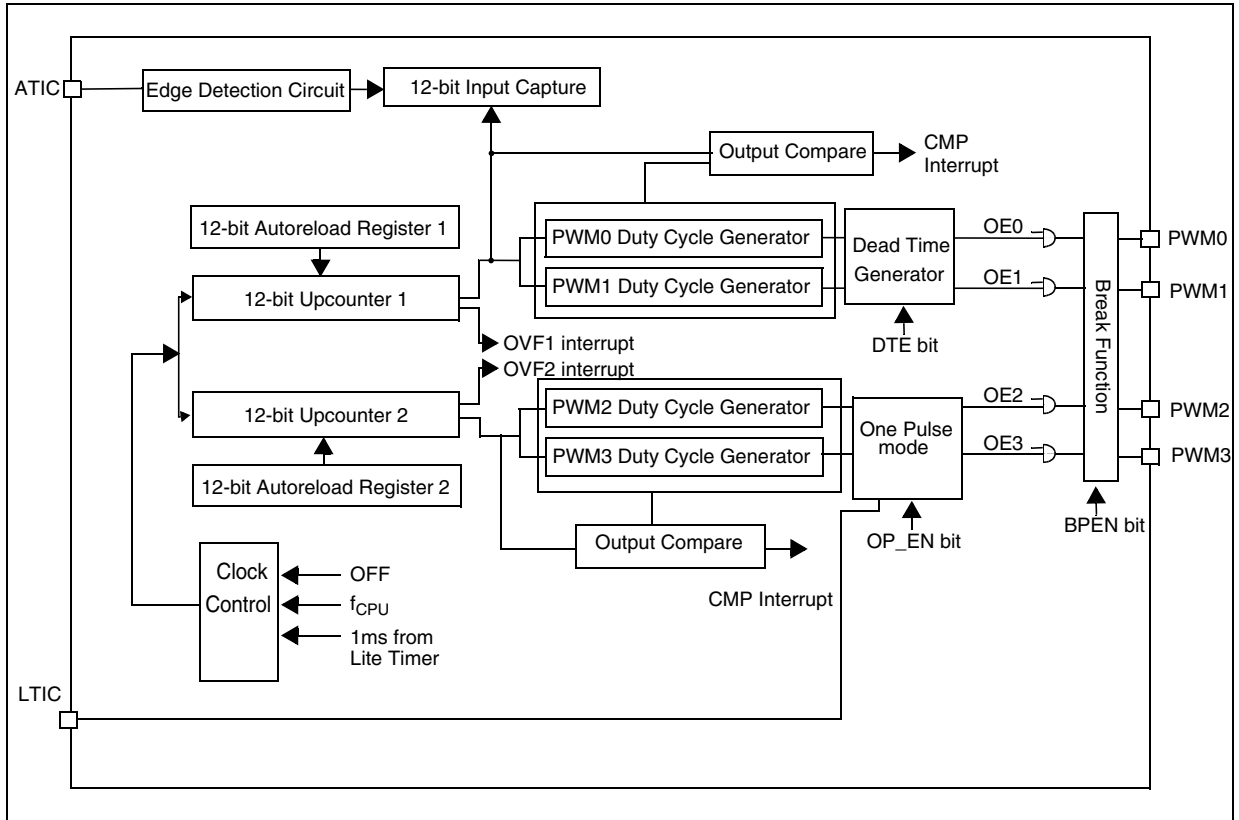 ATIC
Edge Detection Circuit
12-bit Input Capture
Output Compare
CMP
Interrupt
12-bit Autoreload Register 1
12-bit Upcounter 1
PWM0 Duty Cycle Generator
PWM1 Duty Cycle Generator
Dead Time
Generator
OE0
OE1
PWM0
PWM1
DTE bit
Break Function
OVF1 interrupt
OVF2 interrupt
12-bit Upcounter 2
12-bit Autoreload Register 2
PWM2 Duty Cycle Generator
PWM3 Duty Cycle Generator
One Pulse
mode
OE2
OE3
PWM2
PWM3
BPEN bit
OP_EN bit
Output Compare
CMP Interrupt
Clock
Control
OFF
fCPU
1ms from
Lite Timer
LTIC